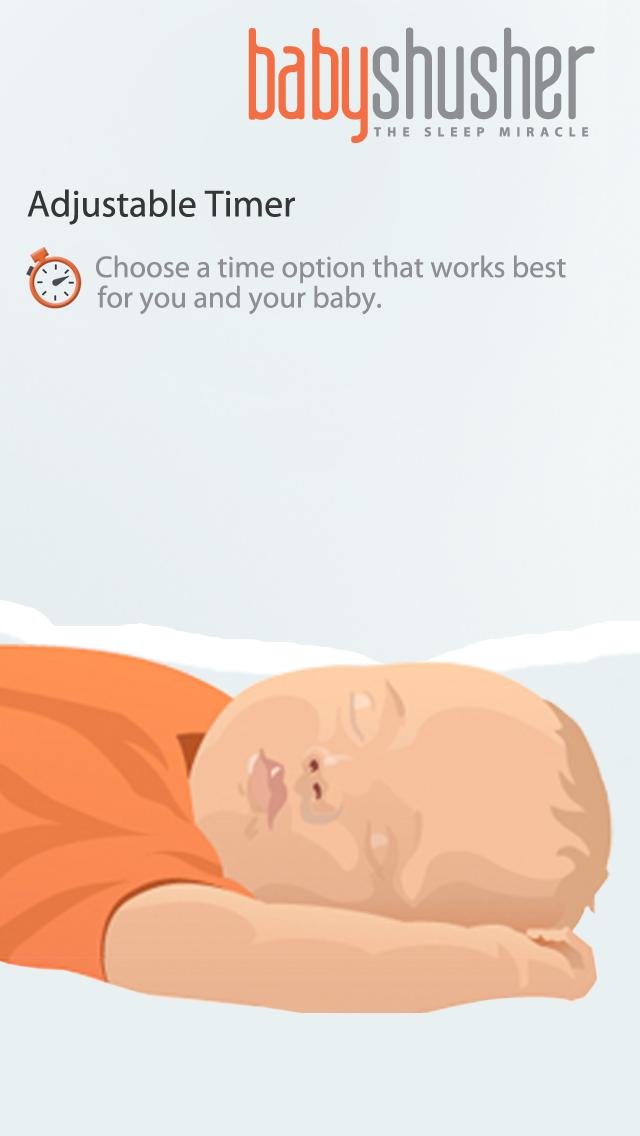 babyshusher
THE SLEEP MIRACLE
Adjustable Timer
Choose a time option that works best
for you and your baby.